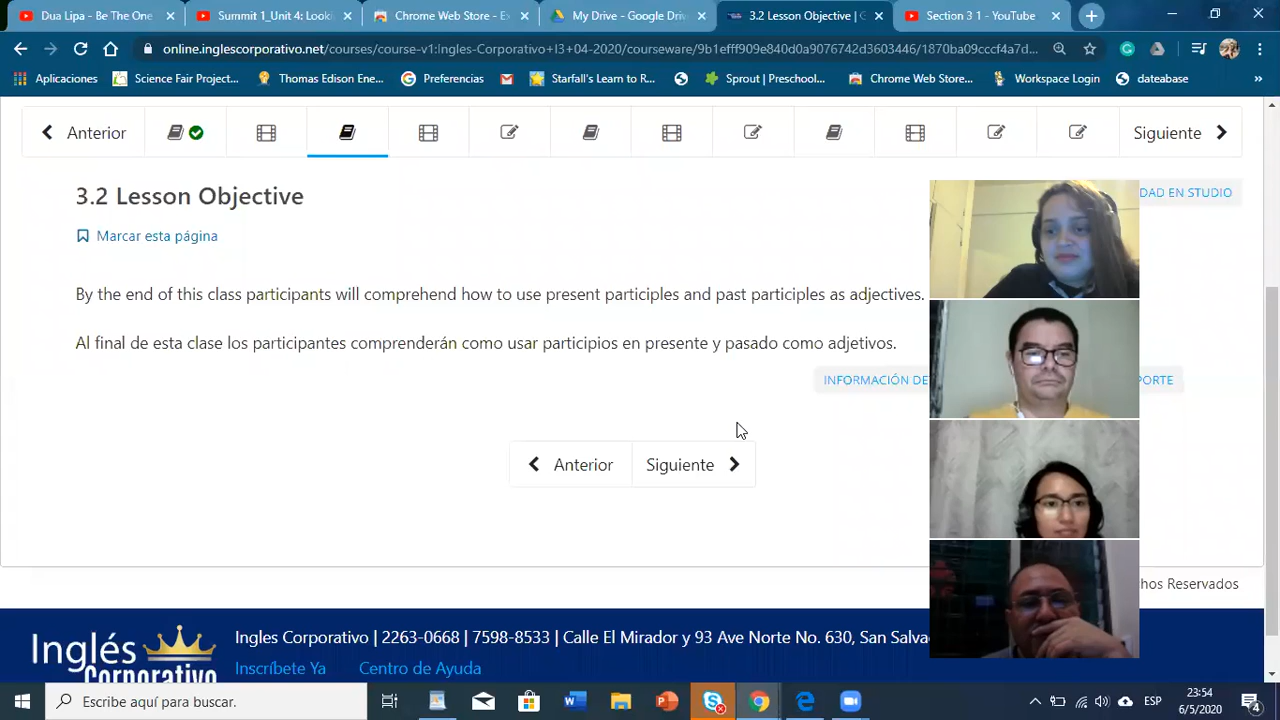 Dua Lipa - Be The One
Summit 1_Unit 4: Looki
Chrome Web Store - E
My Drive - Google Dri
3.2 Lesson Objective |
Section 3 1 - YouTube
online.inglescorporativo.net/courses/course-v1:Ingles-Corporativo+I3+04-2020/courseware/9b1efff909e840d0a9076742d3603446/1870ba09cccf4a7d...
Aplicaciones
Science Fair Project...
Thomas Edison Ene...
Preferencias
Starfall's Learn to R...
Sprout | Preschool...
Chrome Web Store...
Workspace Login
dateabase
»
Anterior
Siguiente
3.2 Lesson Objective
DAD EN STUDIO
Marcar esta página
By the end of this class participants will comprehend how to use present participles and past participles as adjectives.
Al final de esta clase los participantes comprenderán como usar participios en presente y pasado como adjetivos.
INFORMACIÓN DE
PORTE
Anterior
Siguiente
hos Reservados
Inglés
Corporativo
Ingles Corporativo | 2263-0668 | 7598-8533 | Calle El Mirador y 93 Ave Norte No. 630, San Salva
Inscríbete Ya
Centro de Ayuda
Escribe aquí para buscar.
ESP
23:54
6/5/2020
4